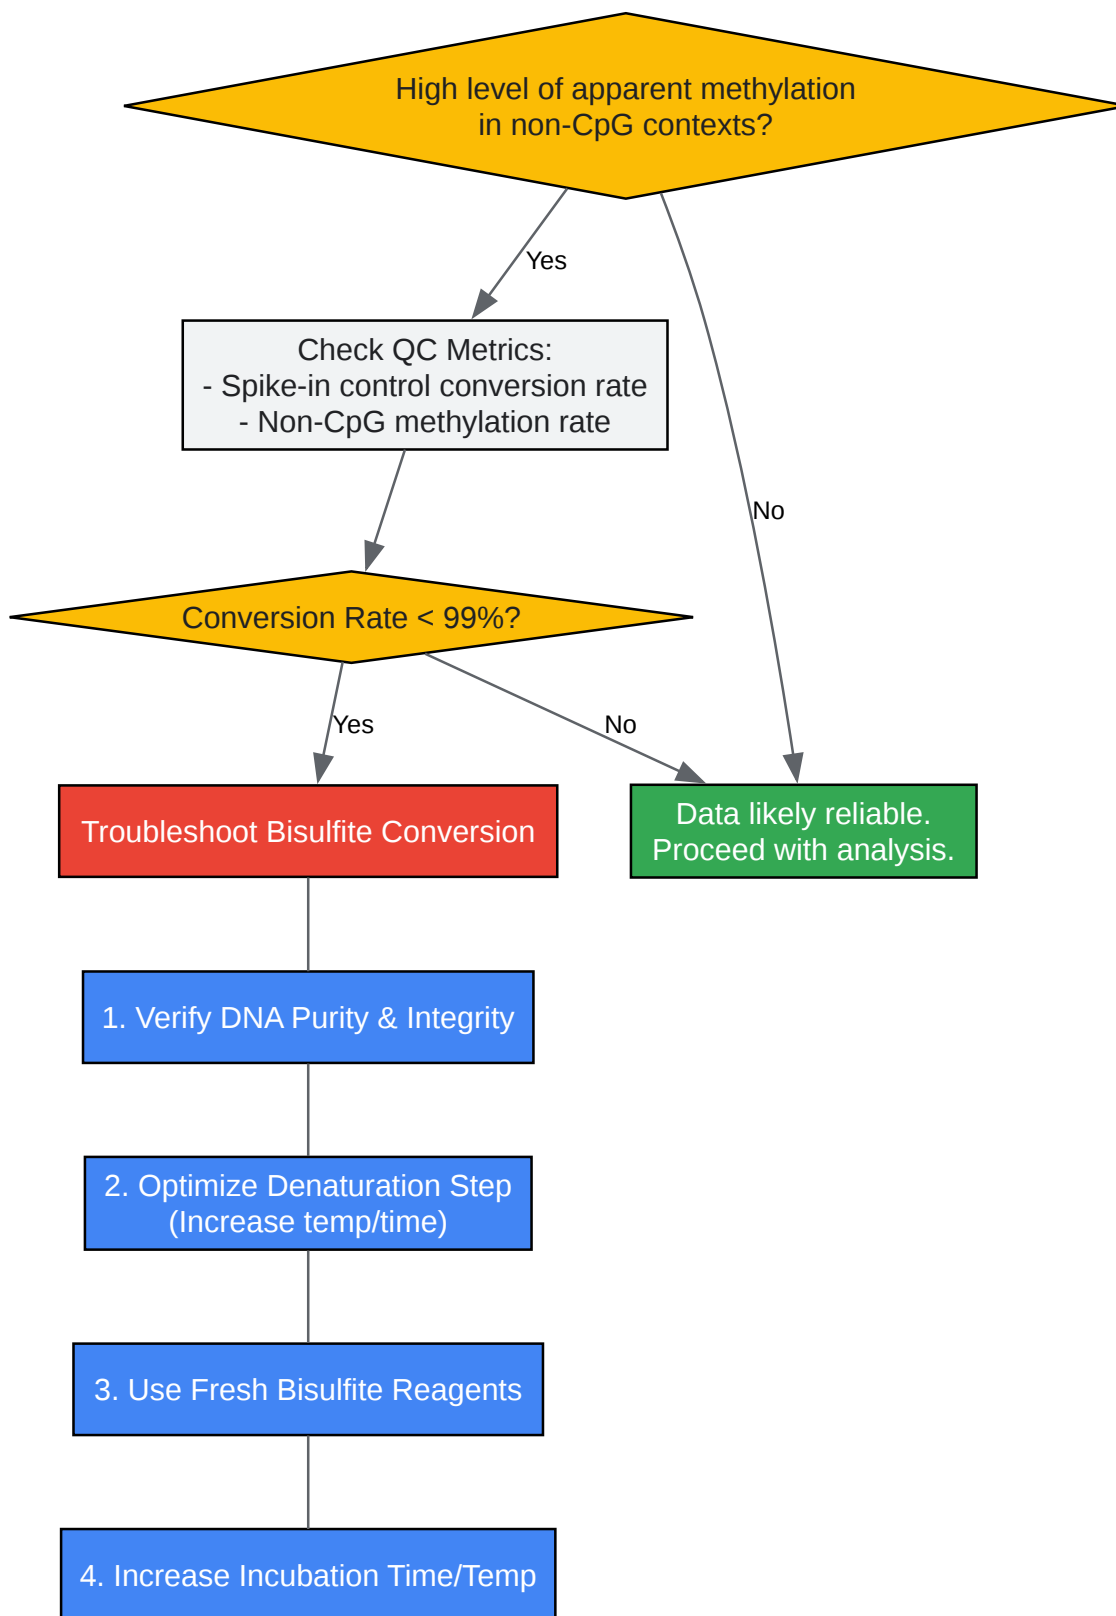 High level of apparent methylation
in non-CpG contexts?
Yes
No
Check QC Metrics:
- Spike-in control conversion rate
- Non-CpG methylation rate
Conversion Rate < 99%?
Yes
No
Troubleshoot Bisulfite Conversion
Data likely reliable.
Proceed with analysis.
1. Verify DNA Purity & Integrity
2. Optimize Denaturation Step
(Increase temp/time)
3. Use Fresh Bisulfite Reagents
4. Increase Incubation Time/Temp